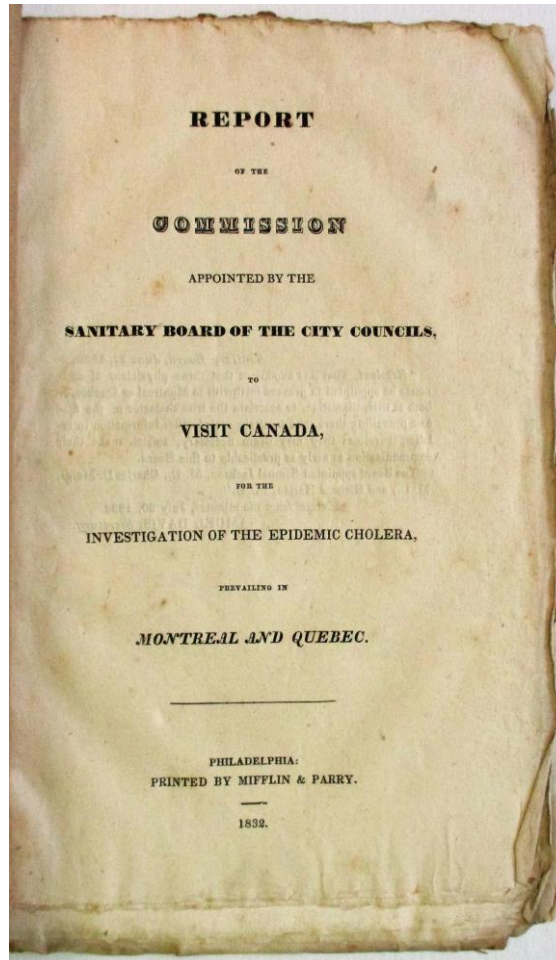 REPORT
OF THE
COMMISSION
APPOINTED BY THE
SANITARY BOARD OF THE CITY COUNCILS,
TO
VISIT CANADA,
FOR THE
INVESTIGATION OF THE EPIDEMIC CHOLERA,
PREVAILING IN
MONTREAL AND QUEBEC.
PHILADELPHIA:
PRINTED BY MIFFLIN & PARRY.
1832.